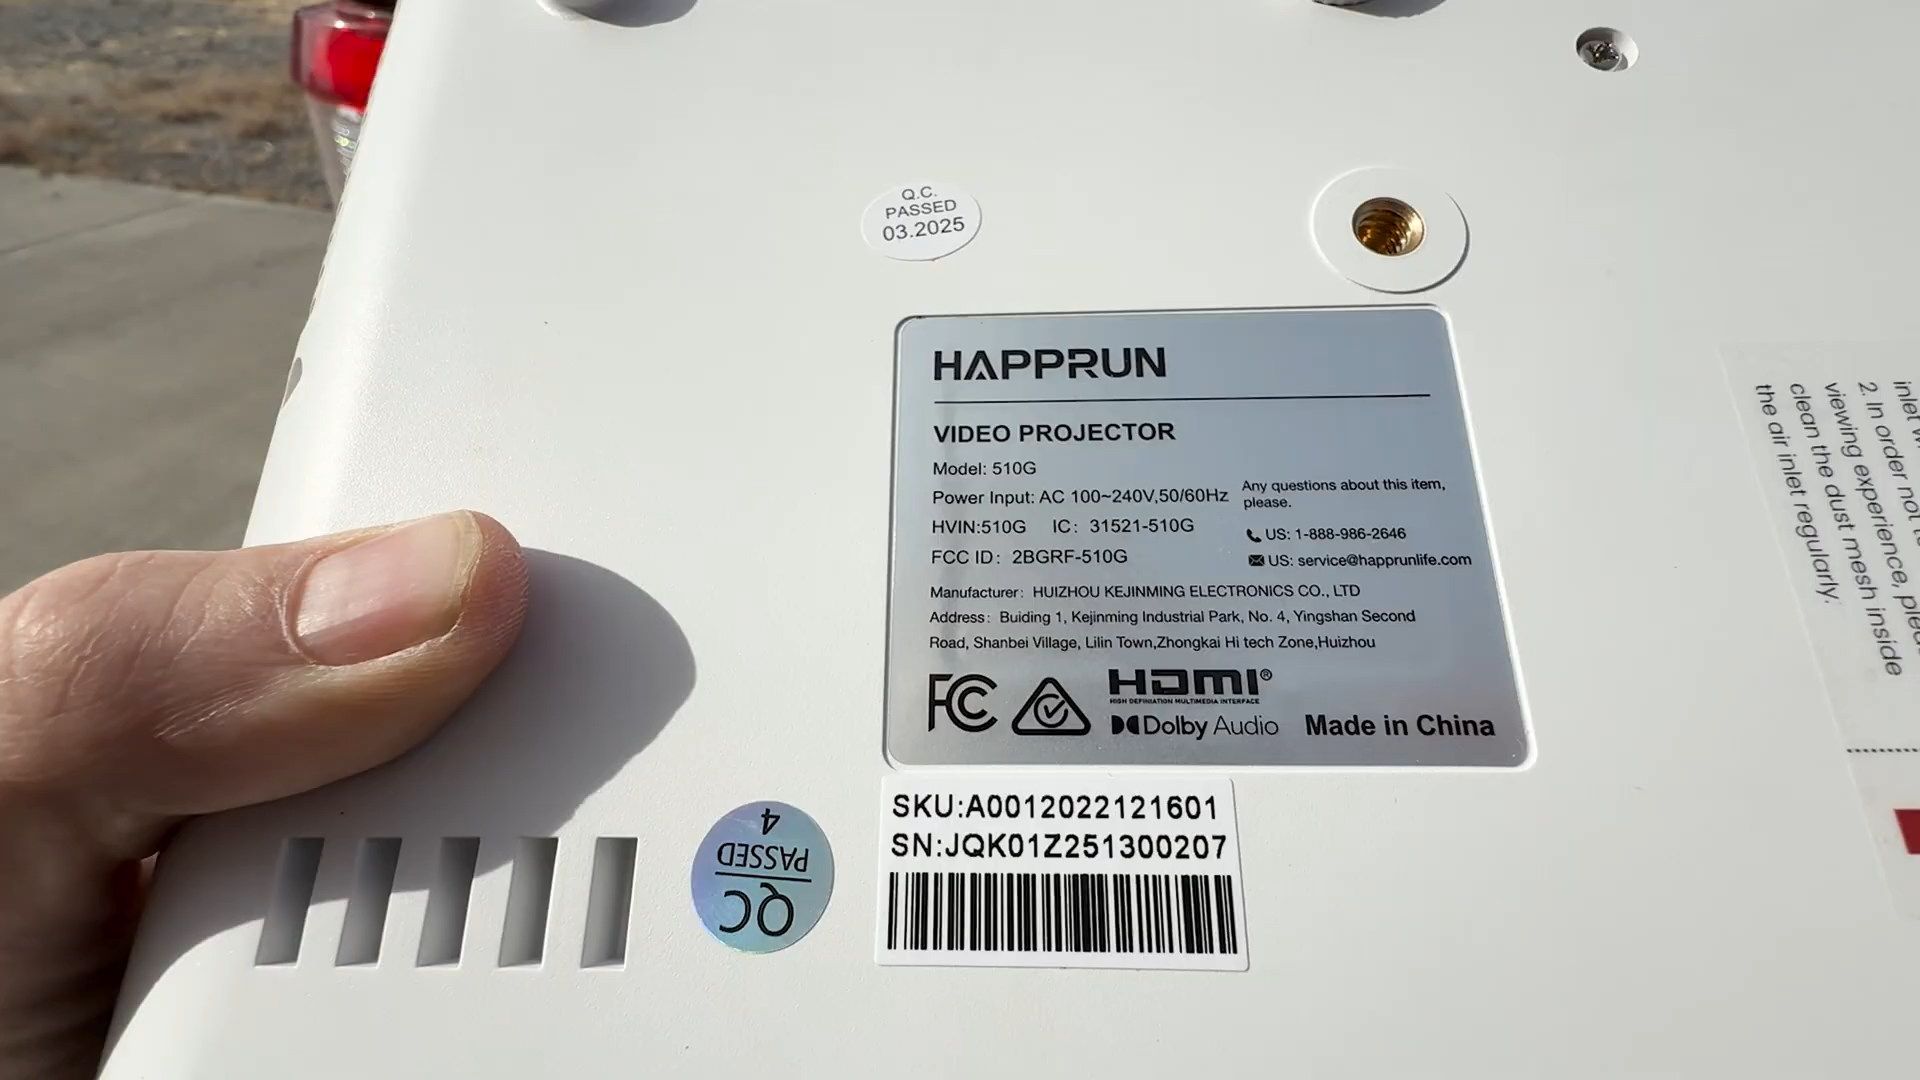 Q.C.
PASSED
03.2025
HAPPRUN
VIDEO PROJECTOR
Model: 510G
Power Input: AC 100~240V,50/60Hz
HVIN:510G IC: 31521-510G
FCC ID: 2BGRF-510G
Any questions about this item,
please.
US: 1-888-986-2646
US: service@happrunlife.com
Manufacturer: HUIZHOU KEJINMING ELECTRONICS CO., LTD
Address: Buiding 1, Kejinming Industrial Park, No. 4, Yingshan Second
Road, Shanbei Village, Lilin Town,Zhongkai Hi tech Zone,Huizhou
FC
HDMI®
HIGH DEFINIATION MULTIMEDIA INTERFACE
Dolby Audio
Made in China
SKU:A0012022121601
SN:JQK01Z251300207
QC
PASSED
4
inlet
2. In order not
viewing experience,
clean the dust mesh inside
the air inlet regularly.